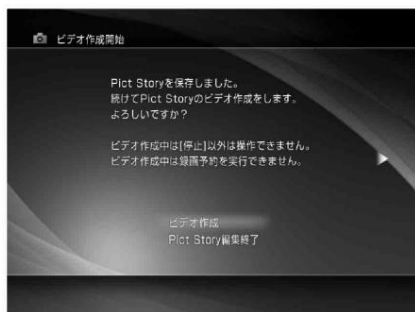 ビデオ作成開始
Pict Storyを保存しました。
続けてPict Storyのビデオ作成をします。
よろしいですか？
ビデオ作成中は[停止]以外は操作できません。
ビデオ作成中は録画予約を実行できません。
ビデオ作成
Pict Story編集終了